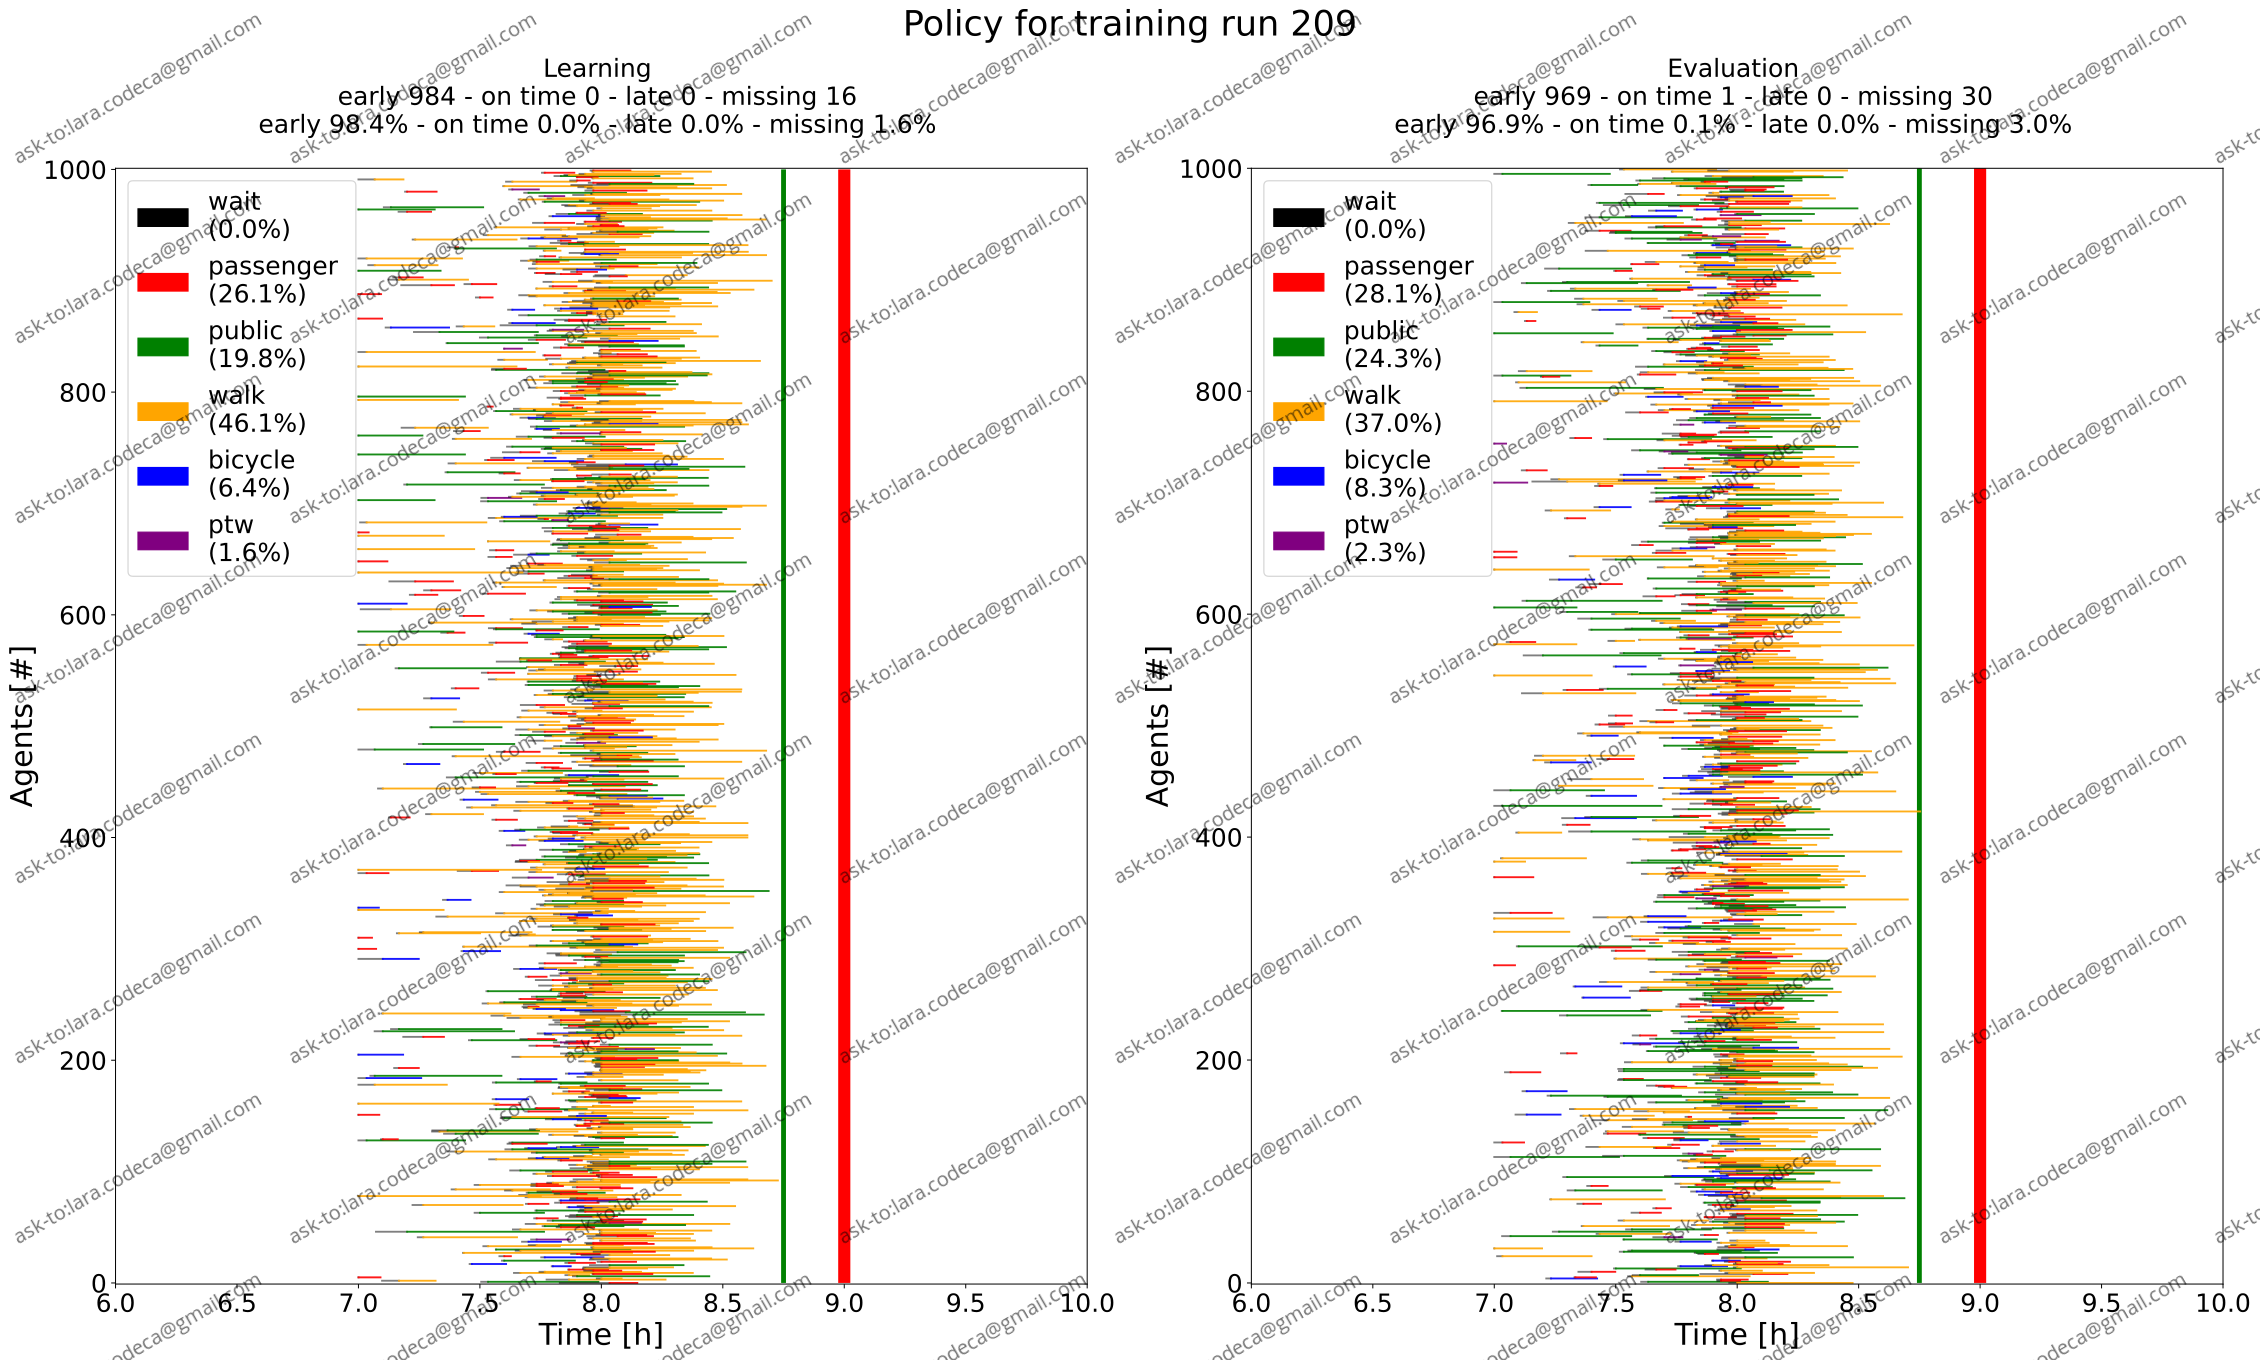 Policy for training run 209
Learning
early 984 - on time 0 - late 0 - missing 16
early 98.4% - on time 0.0% - late 0.0% - missing 1.6%
1000
800
600
400
200
0
Agents [#]
wait
(0.0%)
passenger
(26.1%)
public
(19.8%)
walk
(46.1%)
bicycle
(6.4%)
ptw
(1.6%)
6.0 6.5 7.0 7.5 8.0 8.5 9.0 9.5 10.0
Time [h]
Evaluation
early 969 - on time 1 - late 0 - missing 30
early 96.9% - on time 0.1% - late 0.0% - missing 3.0%
1000
800
600
400
200
0
Agents [#]
wait
(0.0%)
passenger
(28.1%)
public
(24.3%)
walk
(37.0%)
bicycle
(8.3%)
ptw
(2.3%)
6.0 6.5 7.0 7.5 8.0 8.5 9.0 9.5 10.0
Time [h]
ask-to:lara.codeca@gmail.com